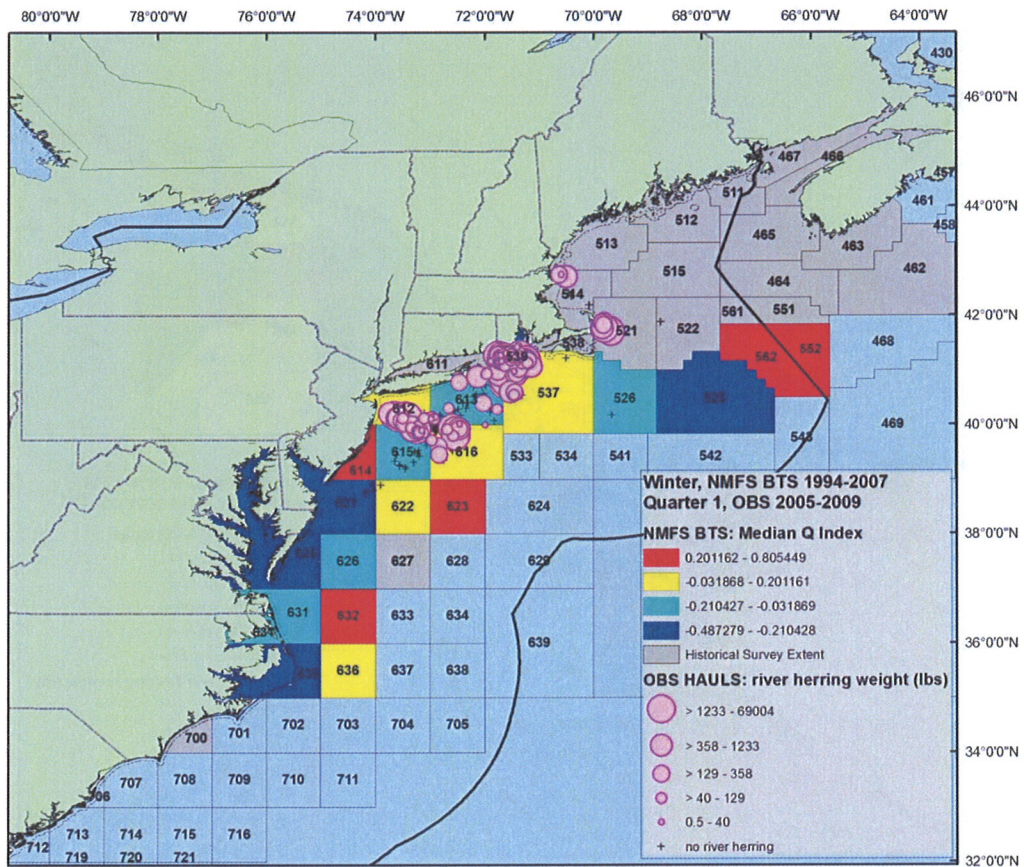 80°0'0"W 78°0'0"W 76°0'0"W 74°0'0"W 72°0'0"W 70°0'0"W 68°0'0"W 66°0'0"W 64°0'0"W
430
46°0'0"N
467 466
511 457
44°0'0"N
512 461
458
513 465 463
515 462
464
514
551
42°0'0"N
561
521 522
538 552 468
539 562
611
537
613 526 525
612
40°0'0"N
469
615 616
533 534 541 542 543
614
621 622 623 624
38°0'0"N
625 626 627 628 629
631 632 633 634
634
639
36°0'0"N
635 636 637 638
700 701 702 703 704 705
34°0'0"N
706 707 708 709 710 711
712 713 714 715 716
719 720 721
32°0'0"N
Winter, NMFS BTS 1994-2007
Quarter 1, OBS 2005-2009
NMFS BTS: Median Q Index
0.201162 - 0.805449
-0.031868 - 0.201161
-0.210427 - -0.031869
-0.487279 - -0.210428
Historical Survey Extent
OBS HAULS: river herring weight (lbs)
> 1233 - 69004
> 358 - 1233
> 129 - 358
> 40 - 129
0.5 - 40
no river herring